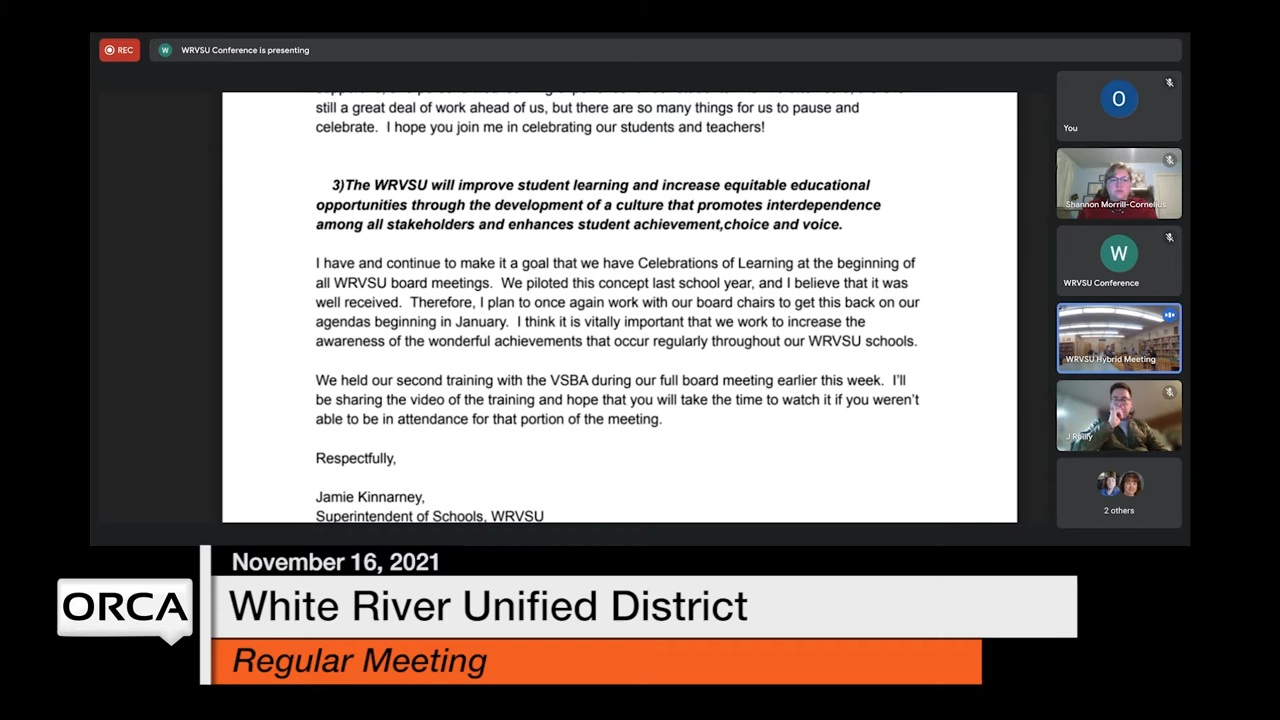 REC
W
WRVSU Conference is presenting
still a great deal of work ahead of us, but there are so many things for us to pause and
celebrate. I hope you join me in celebrating our students and teachers!
3)The WRVSU will improve student learning and increase equitable educational
opportunities through the development of a culture that promotes interdependence
among all stakeholders and enhances student achievement,choice and voice.
I have and continue to make it a goal that we have Celebrations of Learning at the beginning of
all WRVSU board meetings. We piloted this concept last school year, and I believe that it was
well received. Therefore, I plan to once again work with our board chairs to get this back on our
agendas beginning in January. I think it is vitally important that we work to increase the
awareness of the wonderful achievements that occur regularly throughout our WRVSU schools.
We held our second training with the VSBA during our full board meeting earlier this week. I'll
be sharing the video of the training and hope that you will take the time to watch it if you weren't
able to be in attendance for that portion of the meeting.
Respectfully,
Jamie Kinnarney,
Superintendent of Schools, WRVSU
O
You
Shannon Morrill-Cornelius
W
WRVSU Conference
WRVSU Hybrid Meeting
J Reilly
2 others
November 16, 2021
ORCA
White River Unified District
Regular Meeting